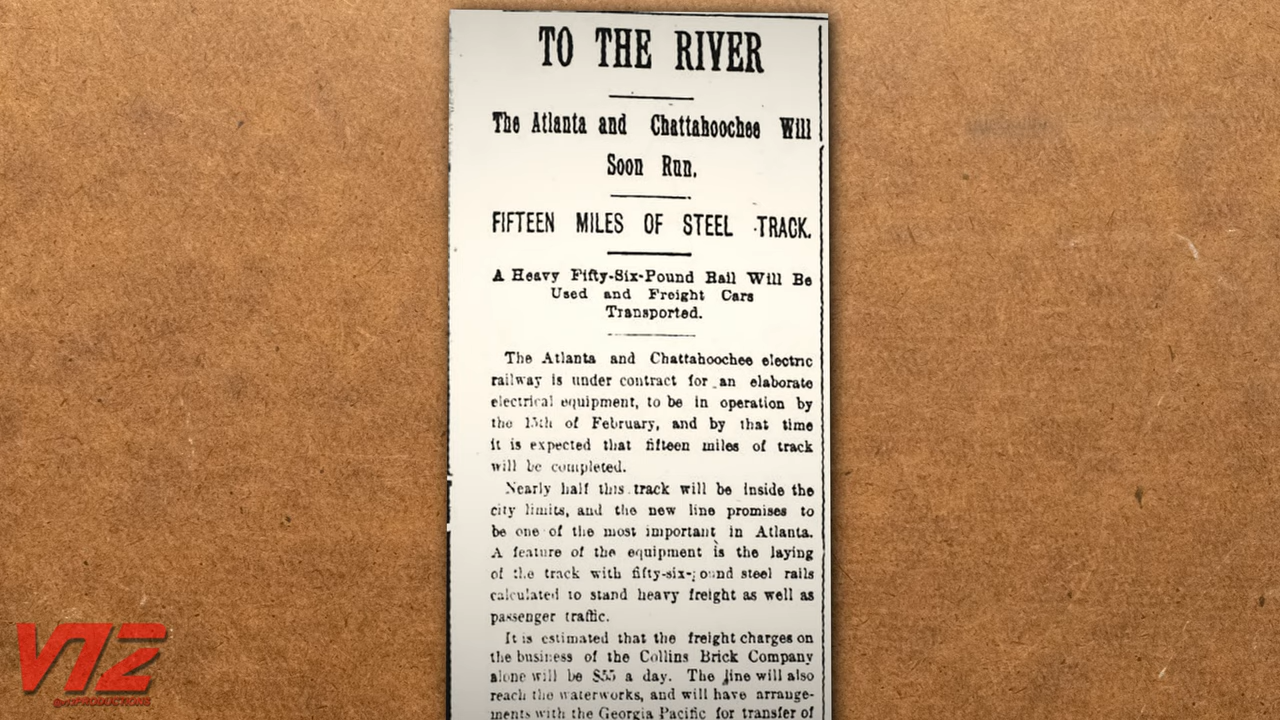 TO THE RIVER
The Atlanta and Chattahoochee Will
Soon Run.
FIFTEEN MILES OF STEEL TRACK.
A Heavy Fifty-Six-Pound Rail Will Be
Used and Freight Cars
Transported.
The Atlanta and Chattahoochee electric
railway is under contract for an elaborate
electrical equipment, to be in operation by
the 15th of February, and by that time
it is expected that fifteen miles of track
will be completed.
Nearly half this track will be inside the
city limits, and the new line promises to
be one of the most important in Atlanta.
A feature of the equipment is the laying
of the track with fifty-six-pound steel rails
calculated to stand heavy freight as well as
passenger traffic.
It is estimated that the freight charges on
the business of the Collins Brick Company
alone will be $55 a day. The line will also
reach the waterworks, and will have arrange-
ments with the Georgia Pacific for transfer of
V12
@V12PRODUCTIONS